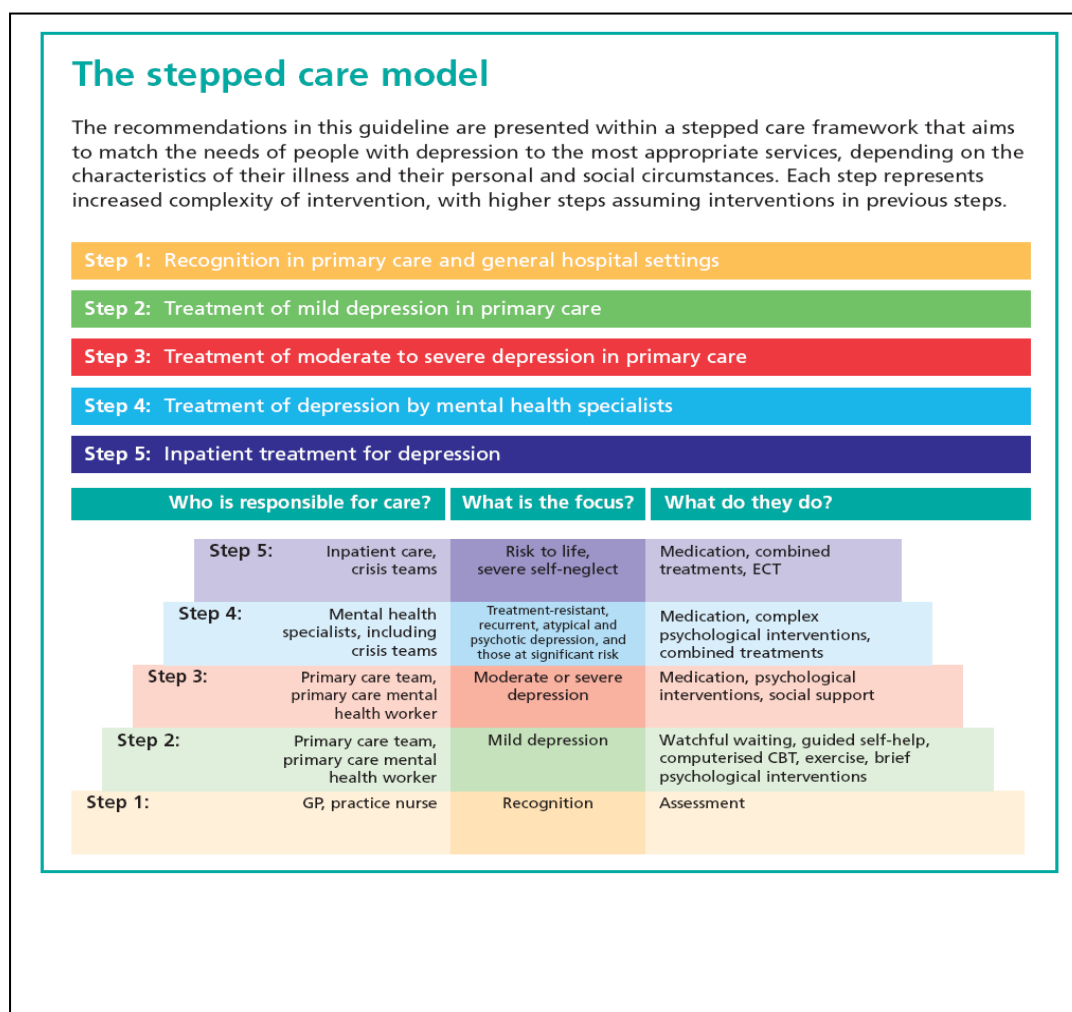 The stepped care model
The recommendations in this guideline are presented within a stepped care framework that aims
to match the needs of people with depression to the most appropriate services, depending on the
characteristics of their illness and their personal and social circumstances. Each step represents
increased complexity of intervention, with higher steps assuming interventions in previous steps.
Step 1: Recognition in primary care and general hospital settings
Step 2: Treatment of mild depression in primary care
Step 3: Treatment of moderate to severe depression in primary care
Step 4: Treatment of depression by mental health specialists
Step 5: Inpatient treatment for depression
Who is responsible for care? What is the focus? What do they do?
Step 5:
Inpatient care,
crisis teams
Risk to life,
severe self-neglect
Medication, combined
treatments, ECT
Step 4:
Mental health
specialists, including
crisis teams
Treatment-resistant,
recurrent, atypical and
psychotic depression, and
those at significant risk
Medication, complex
psychological interventions,
combined treatments
Step 3:
Primary care team,
primary care mental
health worker
Moderate or severe
depression
Medication, psychological
interventions, social support
Step 2:
Primary care team,
primary care mental
health worker
Mild depression
Watchful waiting, guided self-help,
computerised CBT, exercise, brief
psychological interventions
Step 1:
GP, practice nurse
Recognition
Assessment